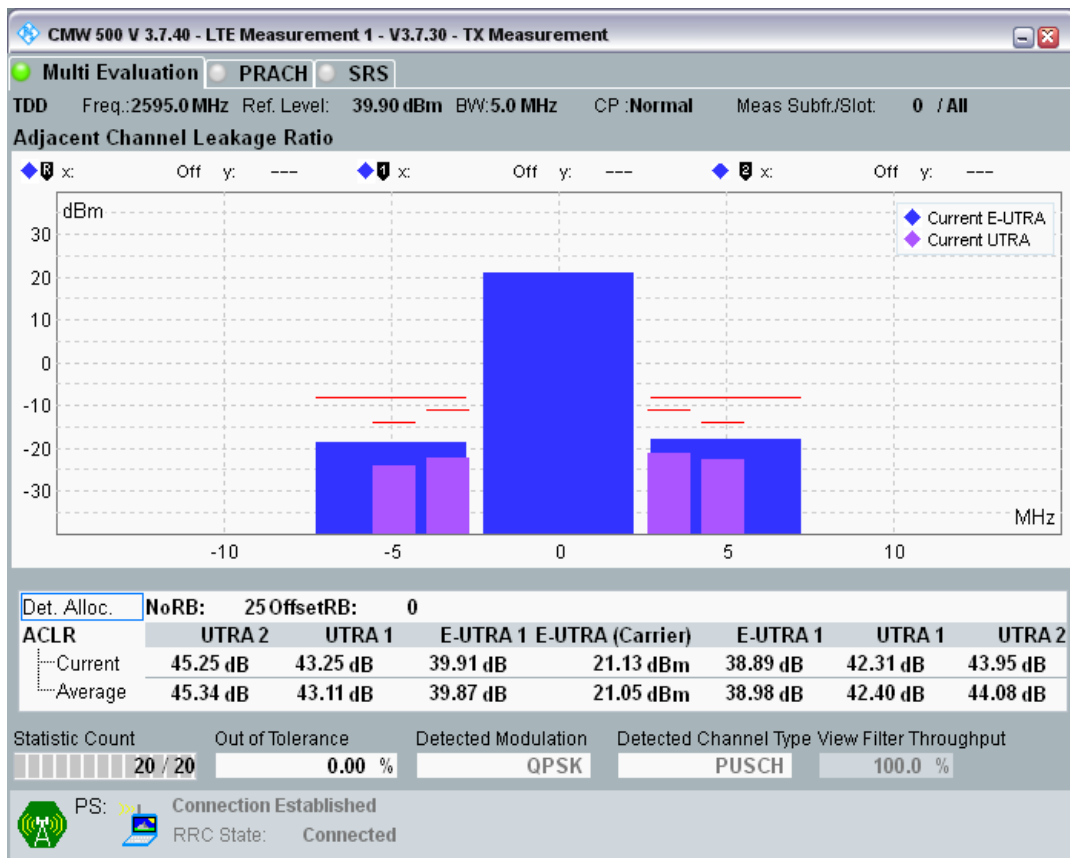 CMW 500 V 3.7.40 - LTE Measurement 1 - V3.7.30 - TX Measurement
Multi Evaluation PRACH SRS
TDD Freq.:2595.0 MHz Ref. Level: 39.90 dBm BW:5.0 MHz CP :Normal Meas Subfr./Slot: 0 / All
Adjacent Channel Leakage Ratio
R x: Off y: --- 1 x: Off y: --- 2 x: Off y: ---
dBm
Current E-UTRA
Current UTRA
30
20
10
0
-10
-20
-30
MHz
-10 -5 0 5 10
Det. Alloc. NoRB: 25 OffsetRB: 0
ACLR UTRA 2 UTRA 1 E-UTRA 1 E-UTRA (Carrier) E-UTRA 1 UTRA 1 UTRA 2
Current 45.25 dB 43.25 dB 39.91 dB 21.13 dBm 38.89 dB 42.31 dB 43.95 dB
Average 45.34 dB 43.11 dB 39.87 dB 21.05 dBm 38.98 dB 42.40 dB 44.08 dB
Statistic Count Out of Tolerance Detected Modulation Detected Channel Type View Filter Throughput
20 / 20 0.00 % QPSK PUSCH 100.0 %
PS: Connection Established
RRC State: Connected